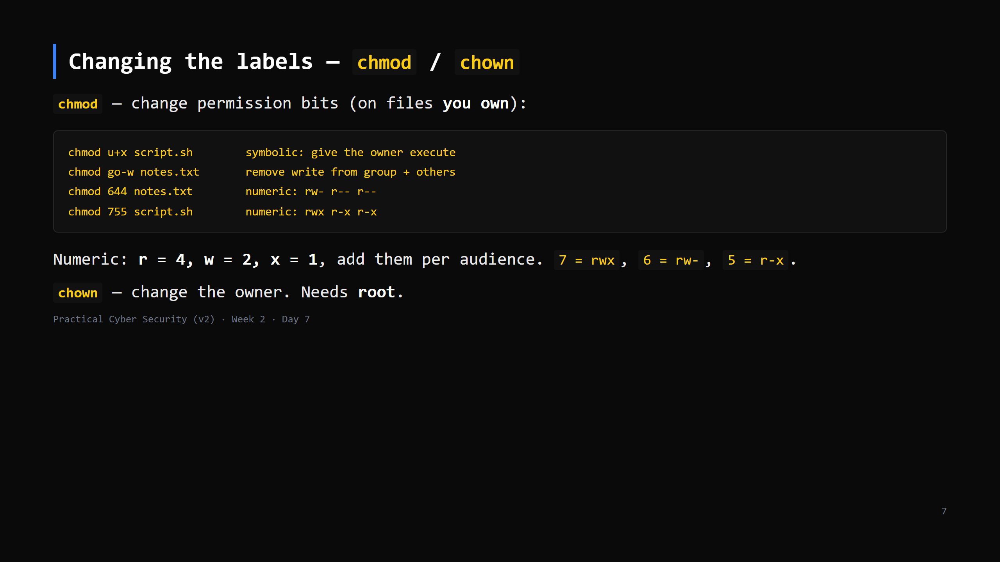 Changing the labels — chmod / chown
chmod — change permission bits (on files you own):
chmod u+x script.sh        symbolic: give the owner execute
chmod go-w notes.txt       remove write from group + others
chmod 644 notes.txt        numeric: rw- r-- r--
chmod 755 script.sh        numeric: rwx r-x r-x
Numeric: r = 4, w = 2, x = 1, add them per audience. 7 = rwx, 6 = rw-, 5 = r-x.
chown — change the owner. Needs root.
Practical Cyber Security (v2) · Week 2 · Day 7
7